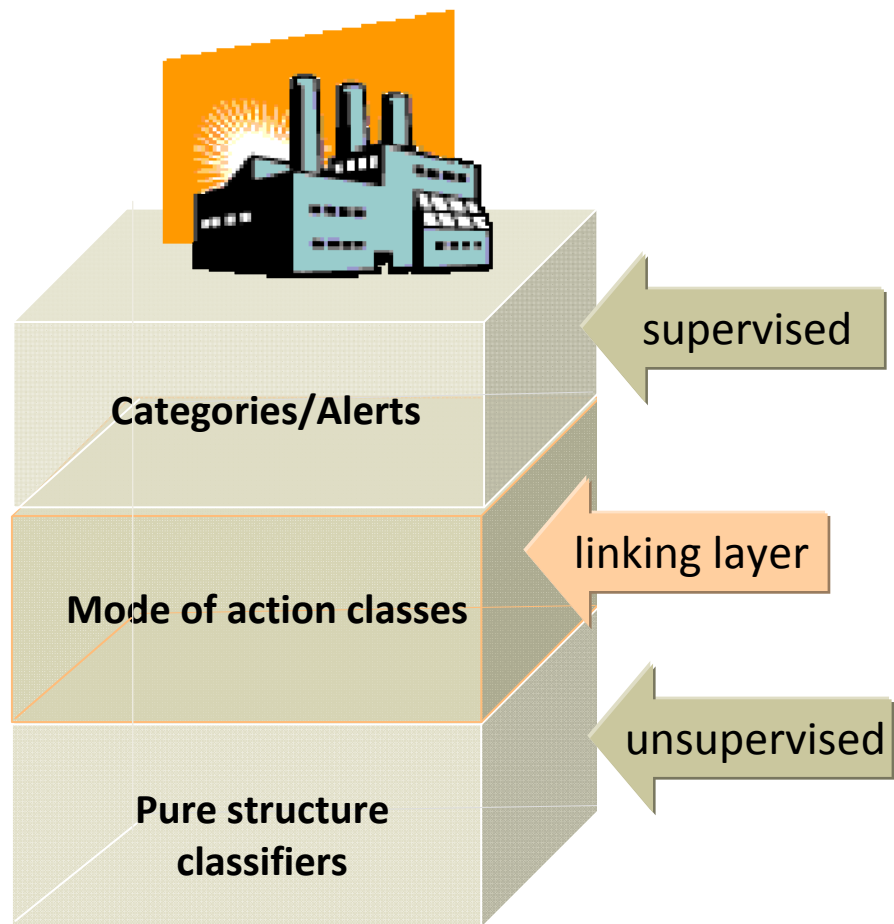 supervised
Categories/Alerts
linking layer
Mode of action classes
unsupervised
Pure structure
classifiers